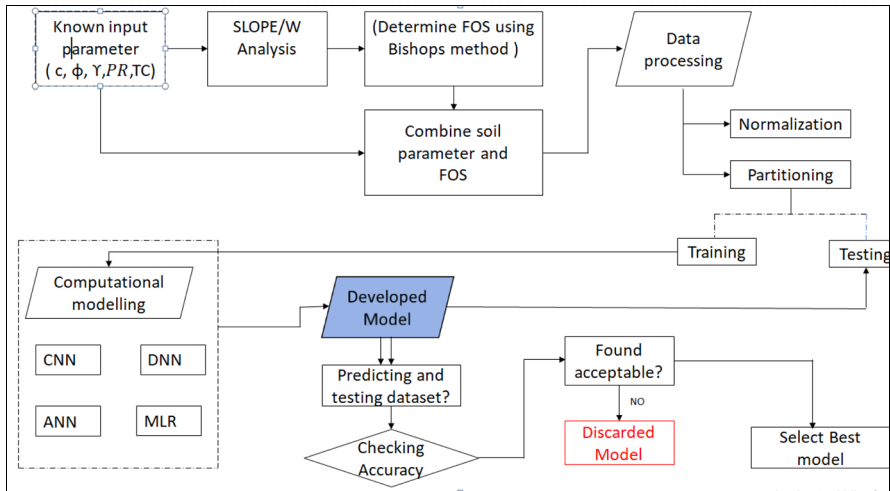 Known input
parameter
( c, ф, ϒ,PR,TC)
SLOPE/W
Analysis
(Determine FOS using
Bishops method )
Data
processing
Combine soil
parameter and
FOS
Normalization
Partitioning
Training
Testing
Computational
modelling
Developed
Model
CNN
DNN
ANN
MLR
Predicting and
testing dataset?
Checking
Accuracy
Found
acceptable?
NO
Discarded
Model
Select Best
model